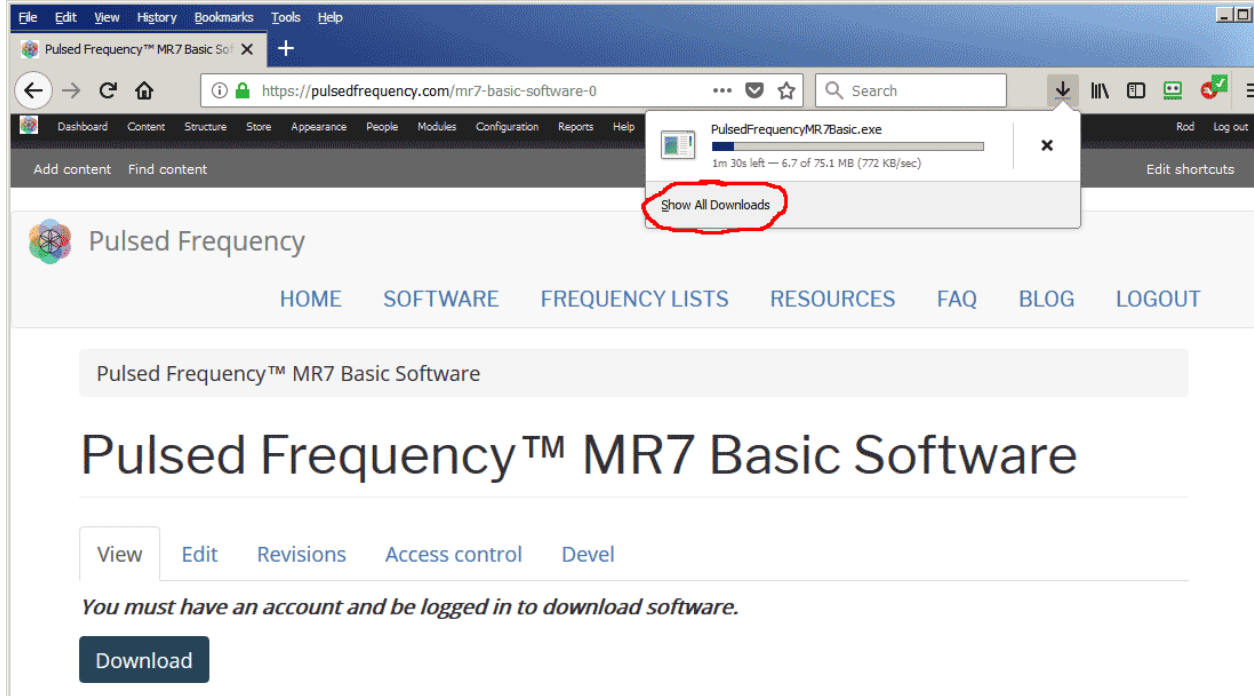 File Edit View History Bookmarks Tools Help
Pulsed Frequency™ MR7 Basic Sof
https://pulsedfrequency.com/mr7-basic-software-0
Search
Dashboard Content Structure Store Appearance People Modules Configuration Reports Help
Rod Log out
PulsedFrequencyMR7Basic.exe
1m 30s left — 6.7 of 75.1 MB (772 KB/sec)
Add content Find content
Edit shortcuts
Show All Downloads
Pulsed Frequency
HOME SOFTWARE FREQUENCY LISTS RESOURCES FAQ BLOG LOGOUT
Pulsed Frequency™ MR7 Basic Software
Pulsed Frequency™ MR7 Basic Software
View Edit Revisions Access control Devel
You must have an account and be logged in to download software.
Download